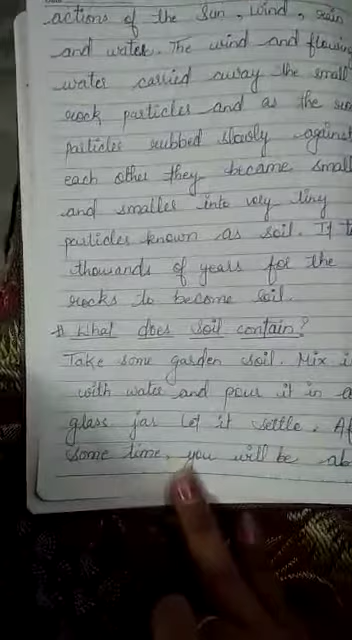 actions of the Sun, wind, rain
and water. The wind and flowing
water carried away the small
rock particles and as the
particles rubbed slowly against
each other they became small
and smaller into very tiny
particles known as soil. It t
thousands of years for the
rocks to become soil.
# What does soil contain?
Take some garden soil. Mix i
with water and pour it in a
glass jar let it settle. Af
some time, you will be ab